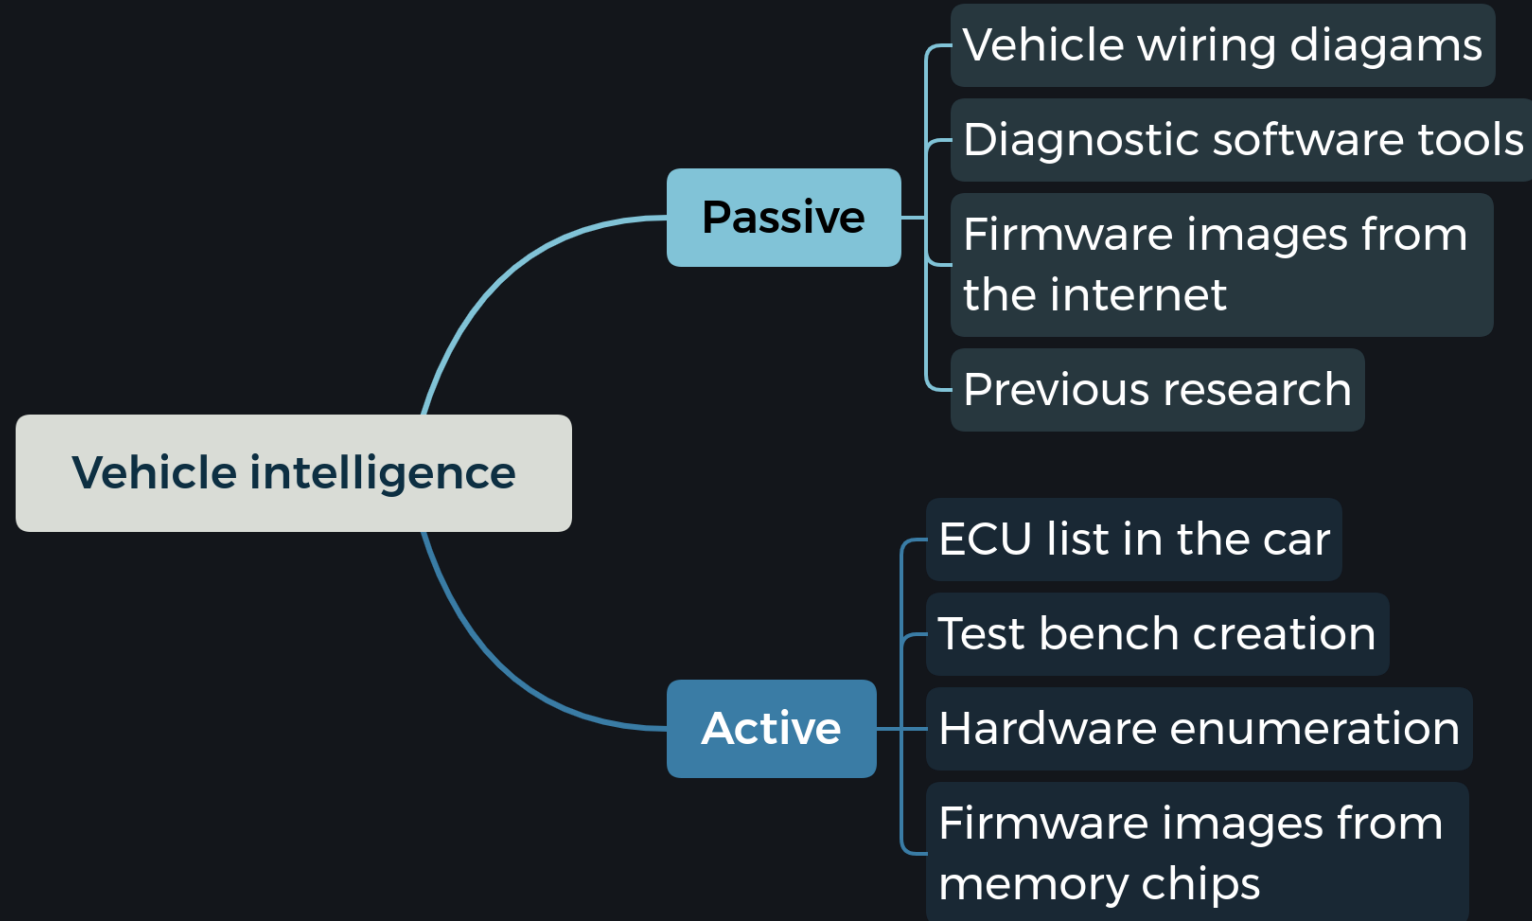 Vehicle wiring diagams
Diagnostic software tools
Passive
Firmware images from
the internet
Previous research
Vehicle intelligence
ECU list in the car
Test bench creation
Active
Hardware enumeration
Firmware images from
memory chips